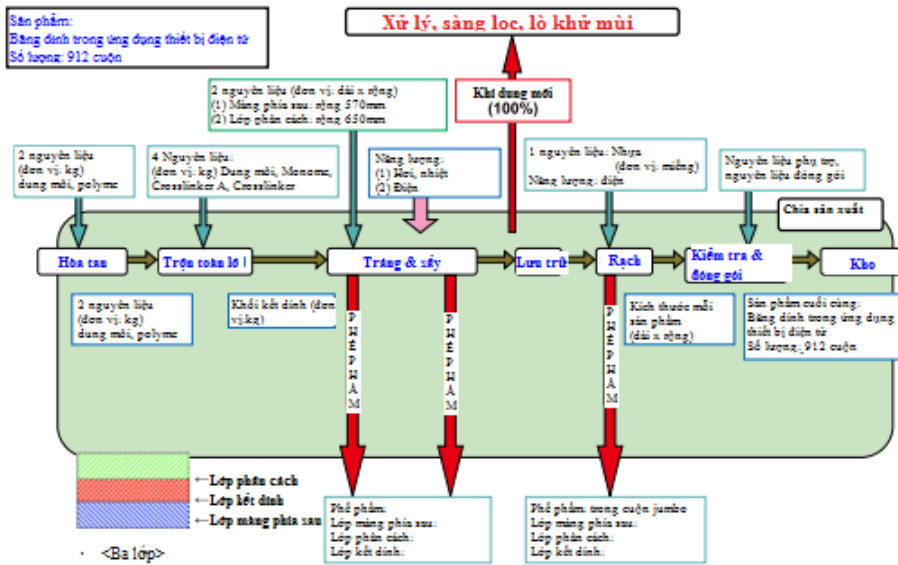 Sản phẩm:
Băng dính trong ứng dụng thiết bị điện tử
Số lượng: 912 cuộn
Xử lý, sàng lọc, lò khử mùi
2 nguyên liệu (đơn vị: dài x rộng)
(1) Màng phía sau: rộng 570mm
(2) Lớp phân cách: rộng 650mm
Khí dung môi
(100%)
2 nguyên liệu
(đơn vị: kg)
dung môi, polyme
4 Nguyên liệu:
(đơn vị: kg) Dung môi, Monome,
Crosslinker A, Crosslinker
Năng lượng:
(1) Hơi, nhiệt
(2) Điện
1 nguyên liệu: Nhựa
(đơn vị: miếng)
Năng lượng: điện
Nguyên liệu phụ trợ,
nguyên liệu đóng gói
Chia sản xuất
Hòa tan
Trộn toàn lô
Tráng & sấy
Lưu trữ
Rạch
Kiểm tra &
đóng gói
Kho
2 nguyên liệu
(đơn vị: kg)
dung môi, polyme
Khối kết dính (đơn
vị:kg)
PHẾ PHẨM
PHẾ PHẨM
PHẾ PHẨM
Kích thước mỗi
sản phẩm
(dài x rộng)
Sản phẩm cuối cùng:
Băng dính trong ứng dụng
thiết bị điện tử
Số lượng: 912 cuộn
←Lớp phân cách
←Lớp kết dính
←Lớp màng phía sau
· <Ba lớp>
Phế phẩm:
Lớp màng phía sau:
Lớp phân cách:
Lớp kết dính:
Phế phẩm: trong cuộn jumbo
Lớp màng phía sau:
Lớp phân cách:
Lớp kết dính: